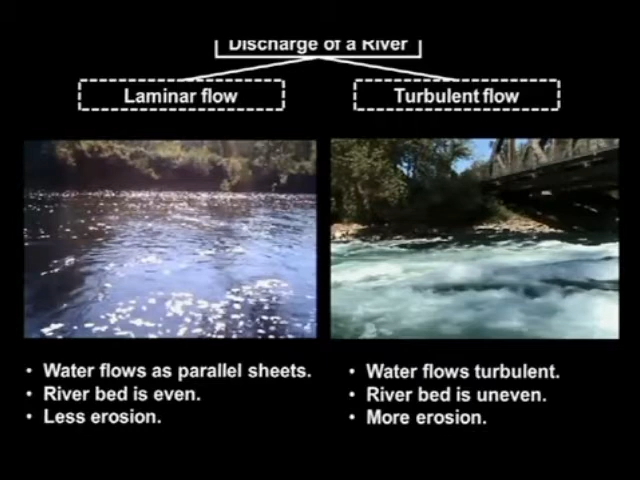 Discharge of a River
Laminar flow
Turbulent flow
• Water flows as parallel sheets.
• River bed is even.
• Less erosion.
• Water flows turbulent.
• River bed is uneven.
• More erosion.